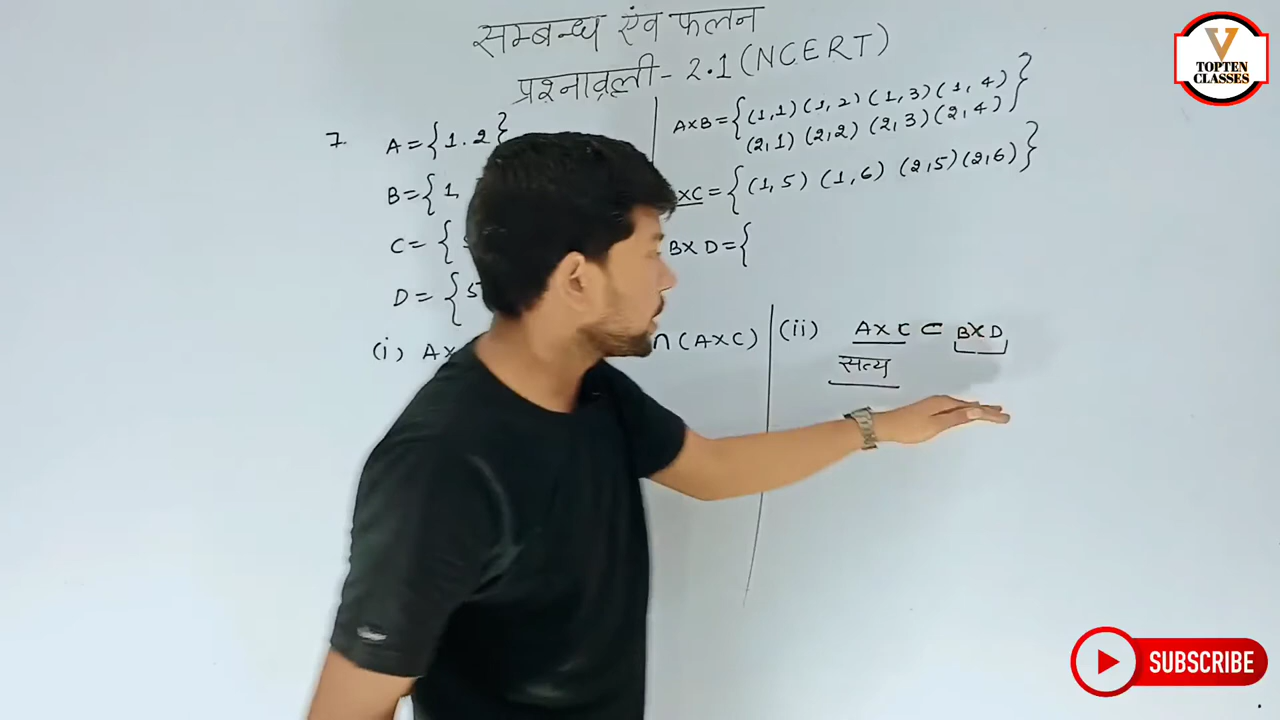 सम्बन्ध एंव फलन
प्रश्नावली - 2.1 (NCERT)
7. A = {1. 2}
B = {1,
C = {
D = {5
(i) A×
∩ (A×C)
A×B = {(1,1) (1,2) (1,3) (1,4)
(2,1) (2,2) (2,3) (2,4)}
×C = {(1,5) (1,6) (2,5) (2,6)}
B×D = {
(ii) A×C ⊂ B×D
सत्य
V
TOPTEN
CLASSES
SUBSCRIBE